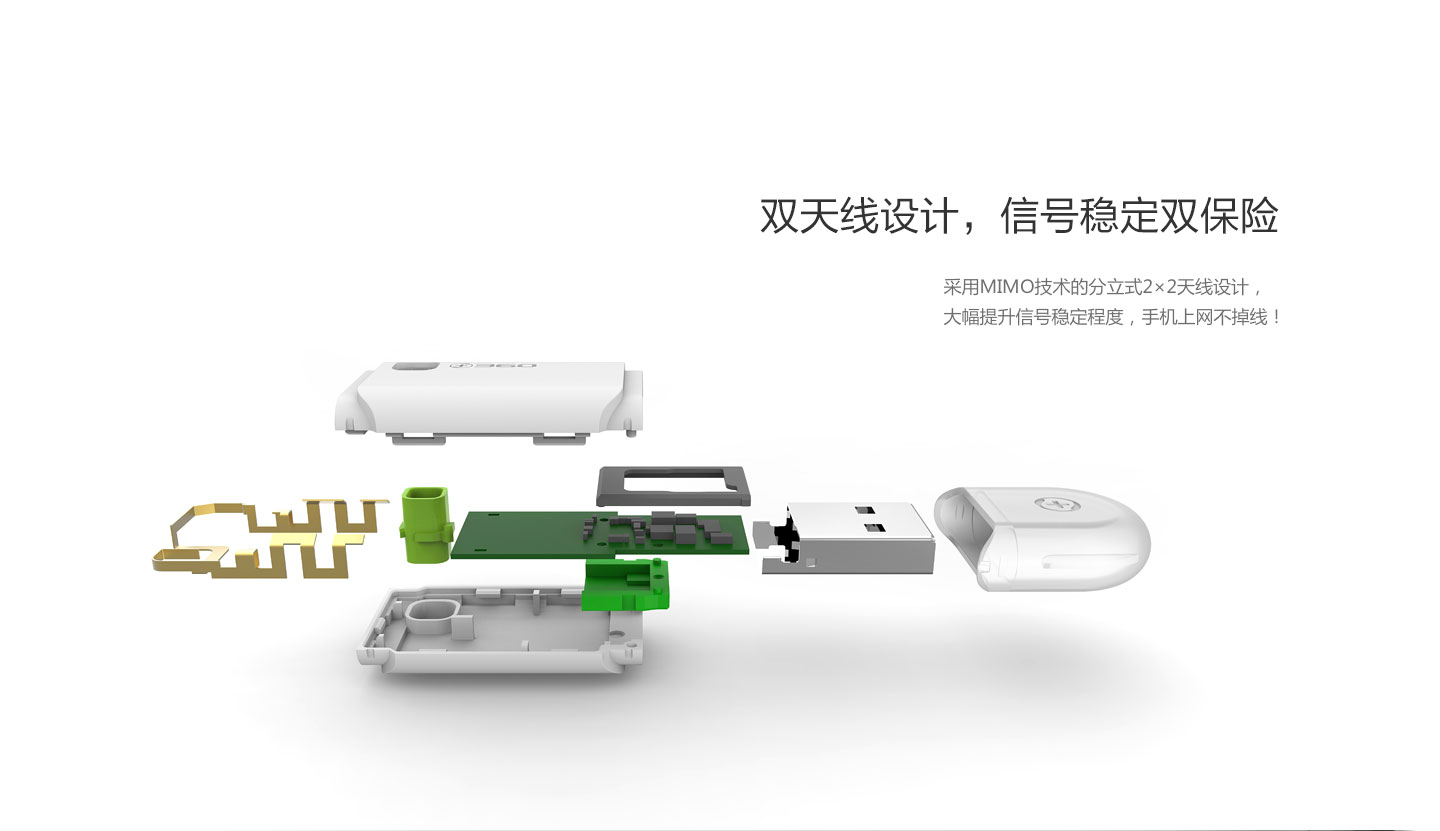 双天线设计，信号稳定双保险
采用MIMO技术的分立式2×2天线设计，
大幅提升信号稳定程度，手机上网不掉线！
360